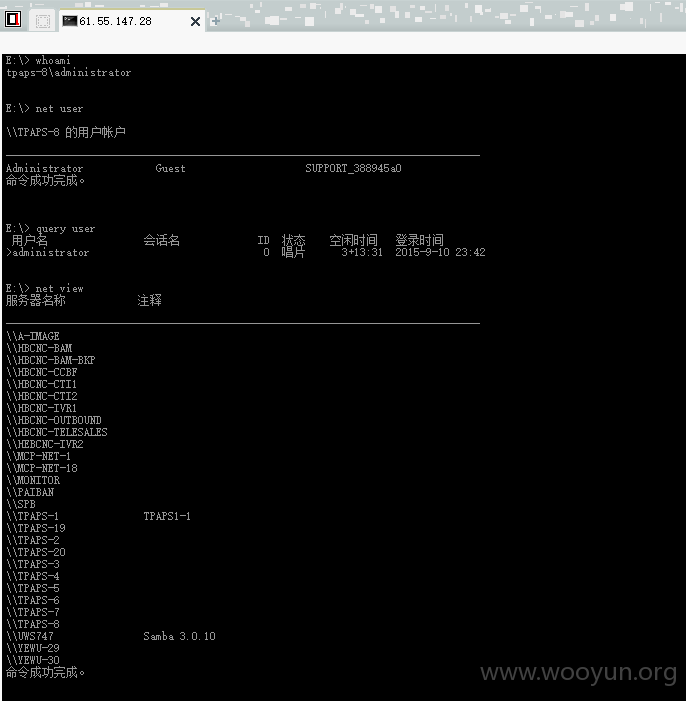 61.55.147.28
E:\> whoami
tpaps-8\administrator
E:\> net user
\\TPAPS-8 的用户帐户
Administrator Guest SUPPORT_388945a0
命令成功完成。
E:\> query user
用户名 会话名 ID 状态 空闲时间 登录时间
>administrator 0 唱片 3+13:31 2015-9-10 23:42
E:\> net view
服务器名称 注释
\\A-IMAGE
\\HBCNC-BAM
\\HBCNC-BAM-BKP
\\HBCNC-CCBF
\\HBCNC-CTI1
\\HBCNC-CTI2
\\HBCNC-IVR1
\\HBCNC-OUTBOUND
\\HBCNC-TELESALES
\\HEBCNC-IVR2
\\MCP-NET-1
\\MCP-NET-18
\\MONITOR
\\PAIBAN
\\SPB
\\TPAPS-1 TPAPS1-1
\\TPAPS-19
\\TPAPS-2
\\TPAPS-20
\\TPAPS-3
\\TPAPS-4
\\TPAPS-5
\\TPAPS-6
\\TPAPS-7
\\TPAPS-8
\\UWS747 Samba 3.0.10
\\YEWU-29
\\YEWU-30
命令成功完成。
www.wooyun.org